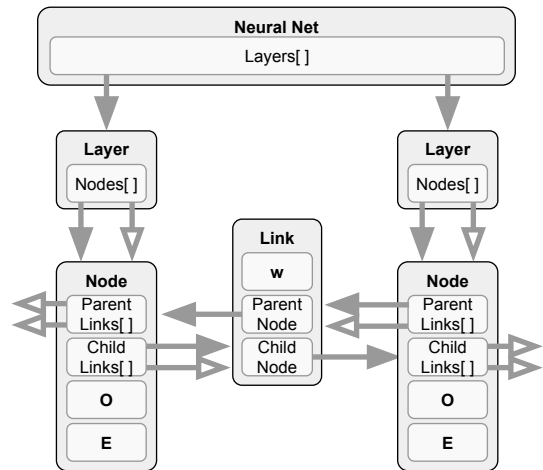 Neural Net
Layers[ ]
Layer
Nodes[ ]
Layer
Nodes[ ]
Node
Parent
Links[ ]
Child
Links[ ]
O
E
Link
w
Parent
Node
Child
Node
Node
Parent
Links[ ]
Child
Links[ ]
O
E